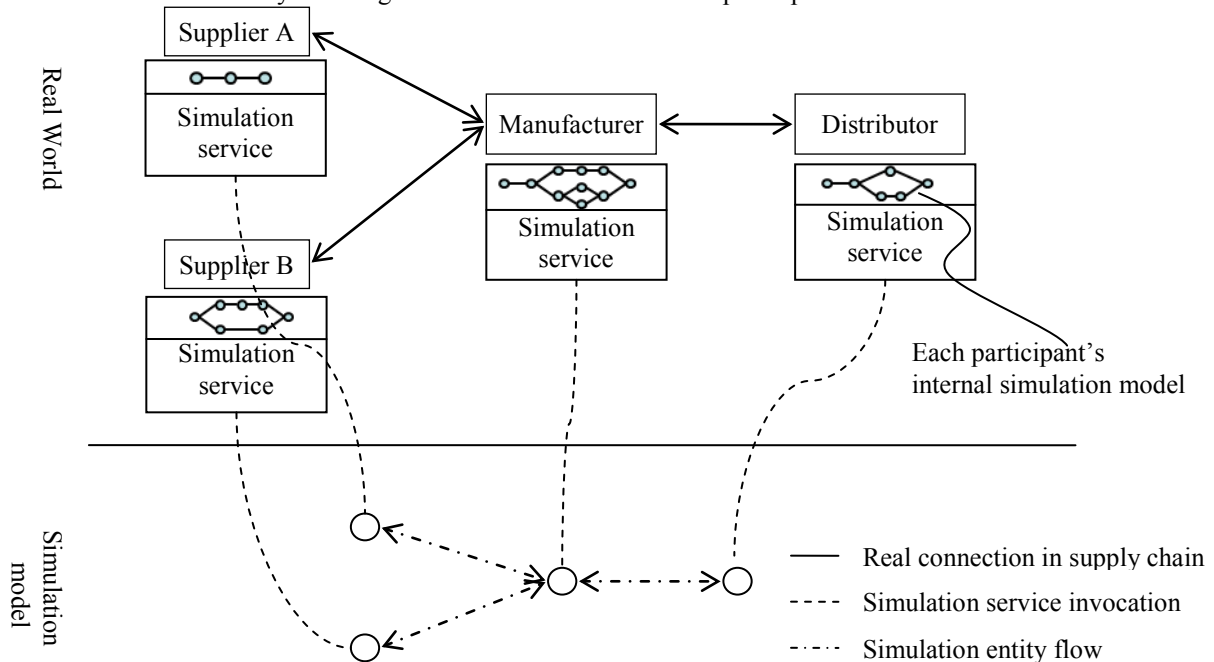 Supplier A
Real World
Simulation
service
Manufacturer
Distributor
Simulation
service
Simulation
service
Supplier B
Simulation
service
Each participant's
internal simulation model
Simulation
model
Real connection in supply chain
Simulation service invocation
Simulation entity flow